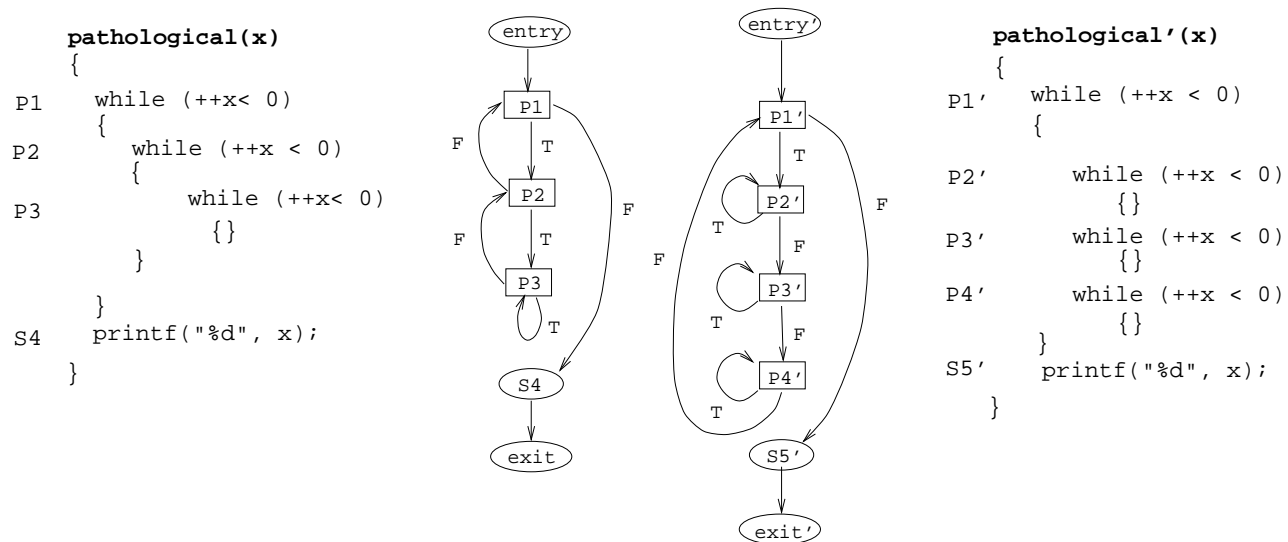 pathological(x)
{
P1 while (++x< 0)
{
P2 while (++x < 0)
{
P3 while (++x< 0)
{}
}
}
S4 printf("%d", x);
}
entry
P1
F
T
P2
F
F
T
P3
T
S4
exit
entry'
P1'
T
P2'
F
T
F
F
P3'
T
F
P4'
T
S5'
exit'
pathological'(x)
{
P1' while (++x < 0)
{
P2' while (++x < 0)
{}
P3' while (++x < 0)
{}
P4' while (++x < 0)
{}
}
S5' printf("%d", x);
}